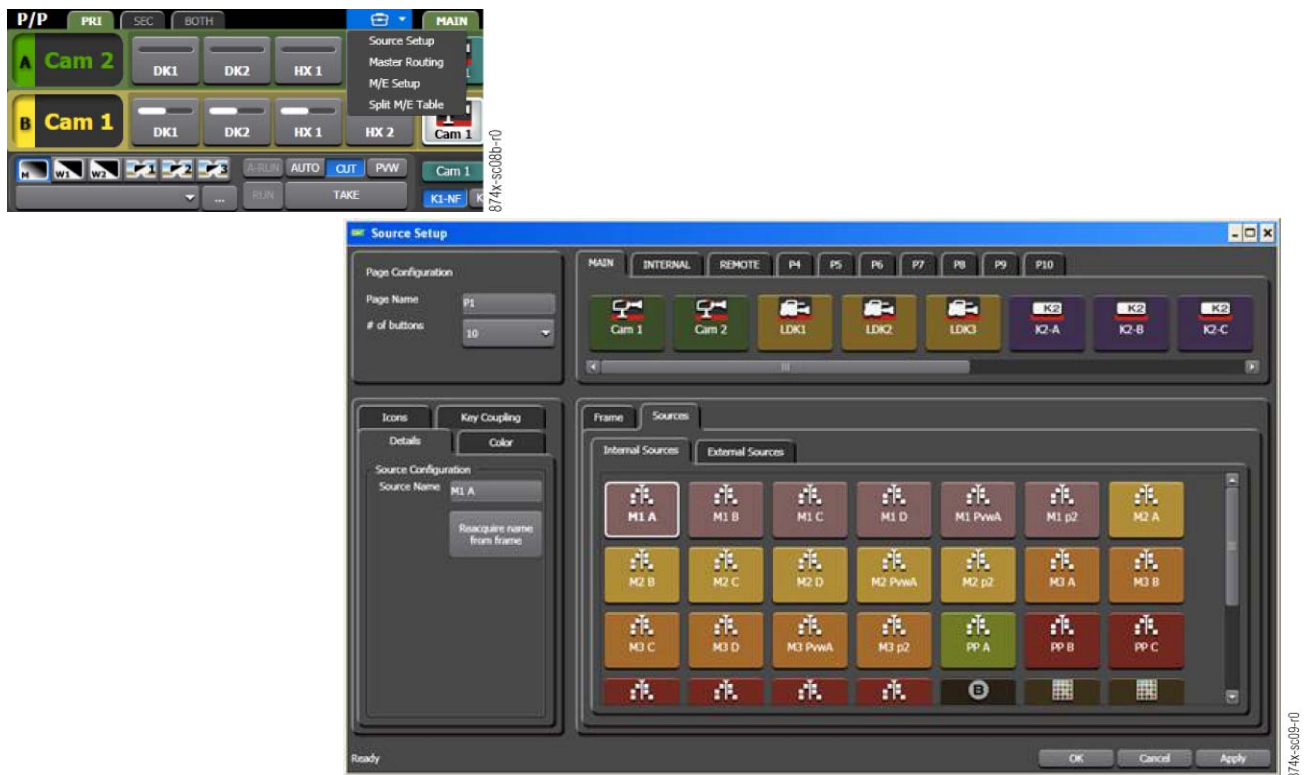 P/P PRI SEC BOTH MAIN
Source Setup
Master Routing
M/E Setup
Split M/E Table
A Cam 2 DK1 DK2 HX 1
B Cam 1 DK1 DK2 HX 1 HX 2 Cam 1
M W1 W2 1 2 3 A-RUN AUTO CUT PVW Cam 1
... RUN TAKE K1-NF K
874x-sc08b-r0
Source Setup
Page Configuration
Page Name P1
# of buttons 10
MAIN INTERNAL REMOTE P4 P5 P6 P7 P8 P9 P10
Cam 1 Cam 2 LDK1 LDK2 LDK3 K2 K2-A K2 K2-B K2 K2-C
Icons Key Coupling
Details Color
Source Configuration
Source Name M1 A
Reacquire name
from frame
Frame Sources
Internal Sources External Sources
M1 A M1 B M1 C M1 D M1 PvwA M1 p2 M2 A
M2 B M2 C M2 D M2 PvwA M2 p2 M3 A M3 B
M3 C M3 D M3 PvwA M3 p2 PP A PP B PP C
B
Ready OK Cancel Apply
74x-sc09-r0